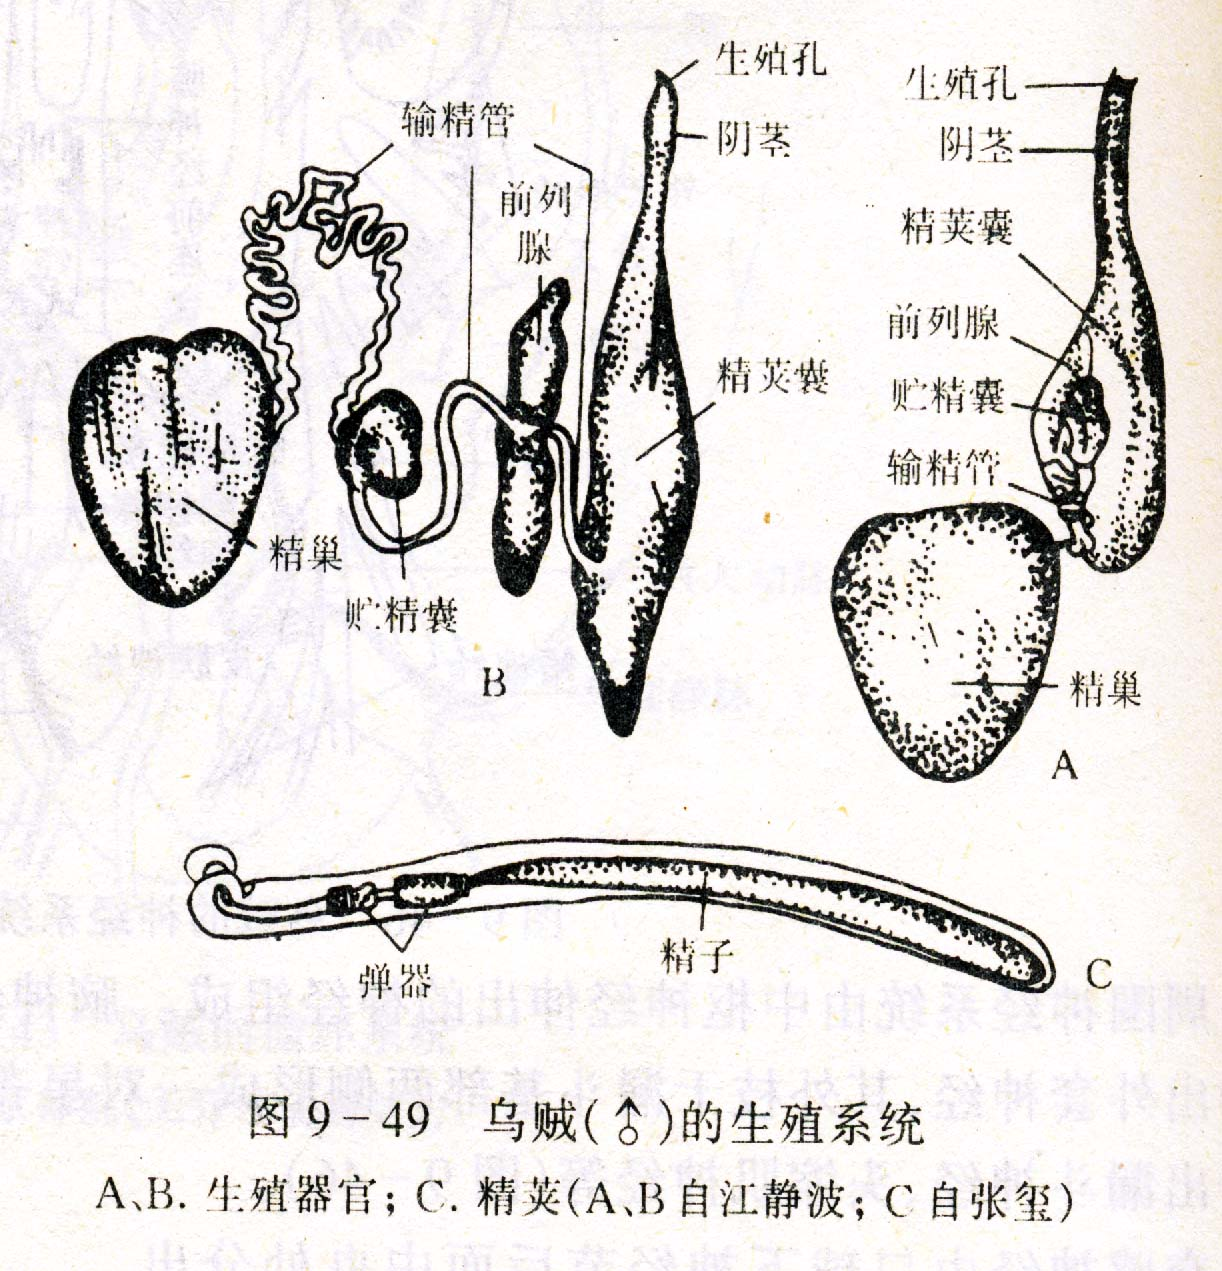 生殖孔
阴茎
输精管
前列
腺
精荚囊
精巢
贮精囊
B
生殖孔
阴茎
精荚囊
前列腺
贮精囊
输精管
精巢
A
弹器
精子
C
图9-49 乌贼(♂)的生殖系统
A、B. 生殖器官; C. 精荚(A、B自江静波; C自张玺)